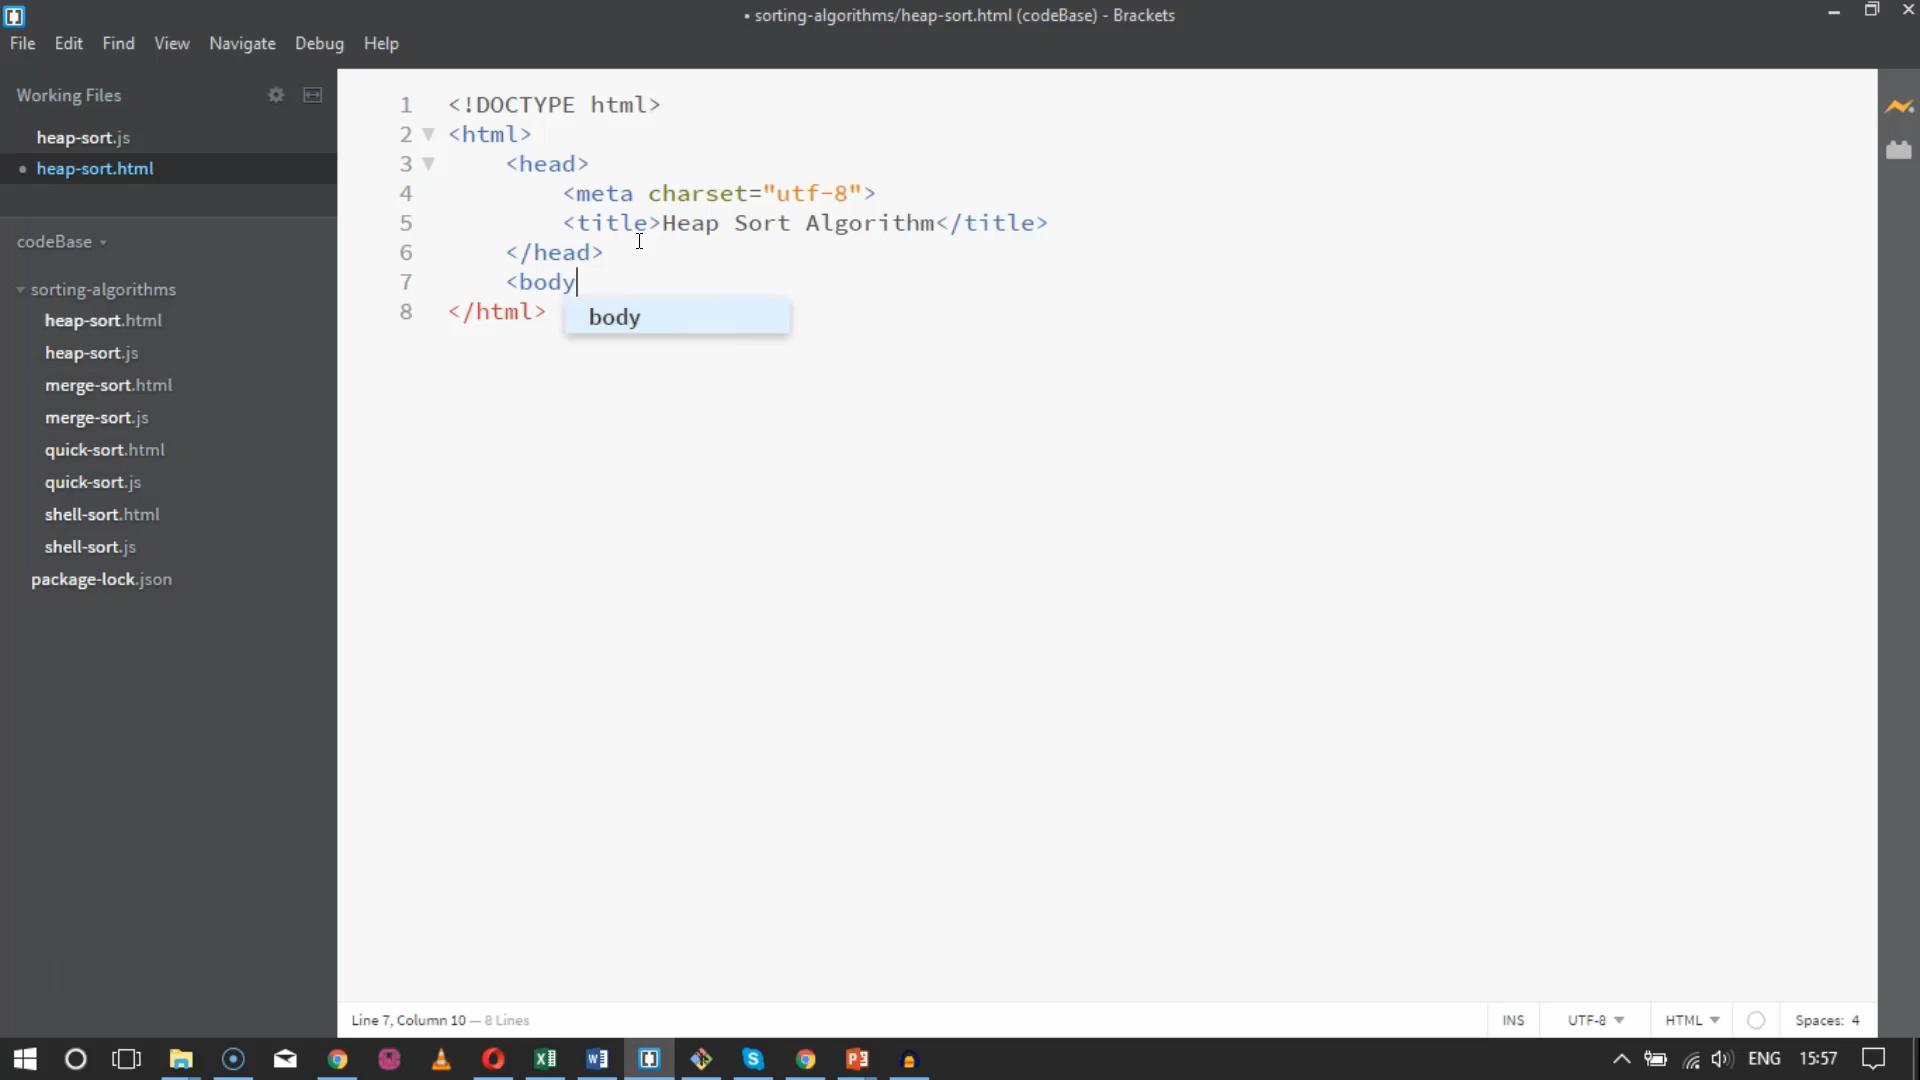 • sorting-algorithms/heap-sort.html (codeBase) - Brackets
File Edit Find View Navigate Debug Help
Working Files
heap-sort.js
heap-sort.html
codeBase
sorting-algorithms
heap-sort.html
heap-sort.js
merge-sort.html
merge-sort.js
quick-sort.html
quick-sort.js
shell-sort.html
shell-sort.js
package-lock.json
1 <!DOCTYPE html>
2 <html>
3 <head>
4 <meta charset="utf-8">
5 <title>Heap Sort Algorithm</title>
6 </head>
7 <body
8 </html>
body
Line 7, Column 10 — 8 Lines
INS UTF-8 HTML Spaces: 4
ENG 15:57